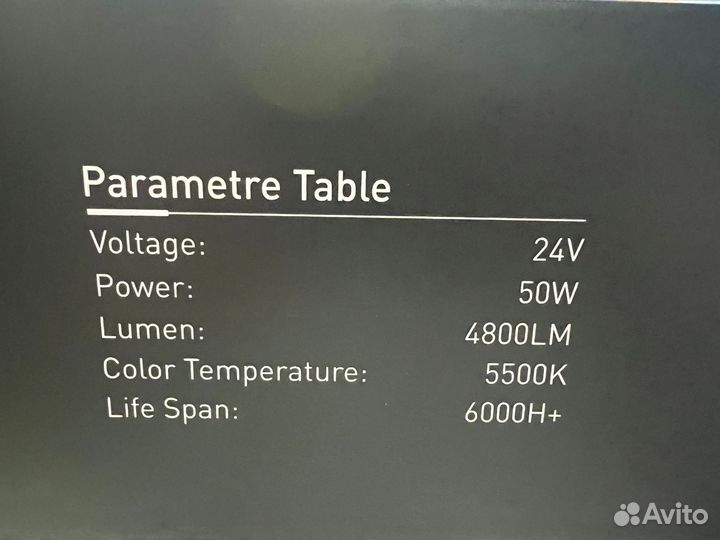 Parametre Table
Voltage: 24V
Power: 50W
Lumen: 4800LM
Color Temperature: 5500K
Life Span: 6000H+
Avito